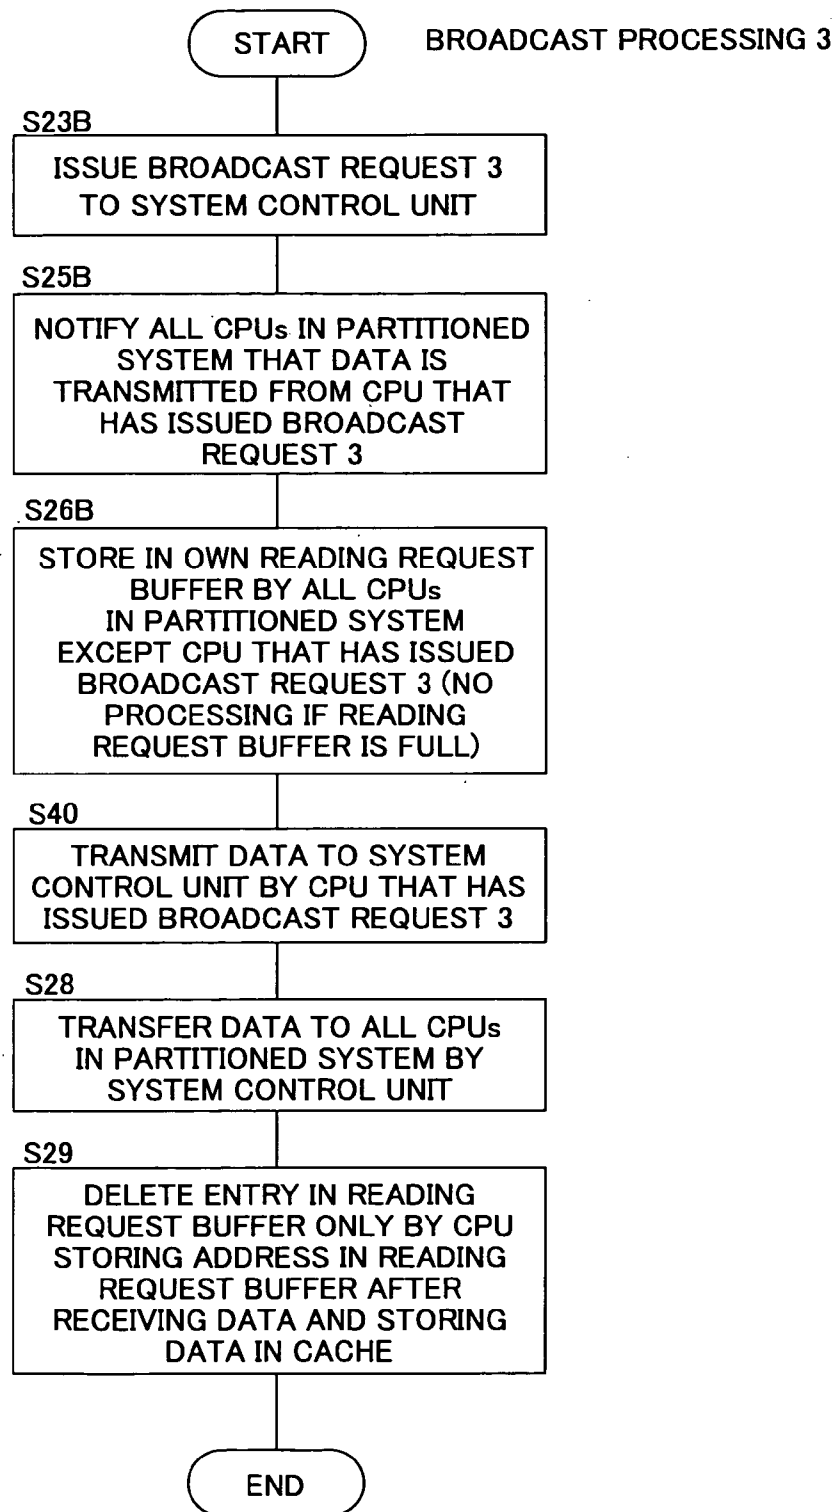 START
BROADCAST PROCESSING 3
S23B
ISSUE BROADCAST REQUEST 3
TO SYSTEM CONTROL UNIT
S25B
NOTIFY ALL CPUs IN PARTITIONED
SYSTEM THAT DATA IS
TRANSMITTED FROM CPU THAT
HAS ISSUED BROADCAST
REQUEST 3
S26B
STORE IN OWN READING REQUEST
BUFFER BY ALL CPUs
IN PARTITIONED SYSTEM
EXCEPT CPU THAT HAS ISSUED
BROADCAST REQUEST 3 (NO
PROCESSING IF READING
REQUEST BUFFER IS FULL)
S40
TRANSMIT DATA TO SYSTEM
CONTROL UNIT BY CPU THAT HAS
ISSUED BROADCAST REQUEST 3
S28
TRANSFER DATA TO ALL CPUs
IN PARTITIONED SYSTEM BY
SYSTEM CONTROL UNIT
S29
DELETE ENTRY IN READING
REQUEST BUFFER ONLY BY CPU
STORING ADDRESS IN READING
REQUEST BUFFER AFTER
RECEIVING DATA AND STORING
DATA IN CACHE
END